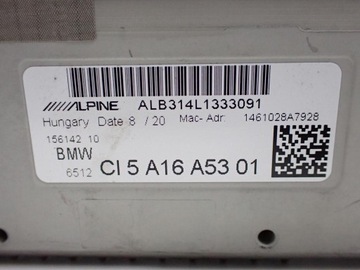 ALPINE ALB314L1333091
Hungary Date 8 / 20 Mac- Adr: 1461028A7928
156142 10
BMW
6512 CI 5 A16 A53 01